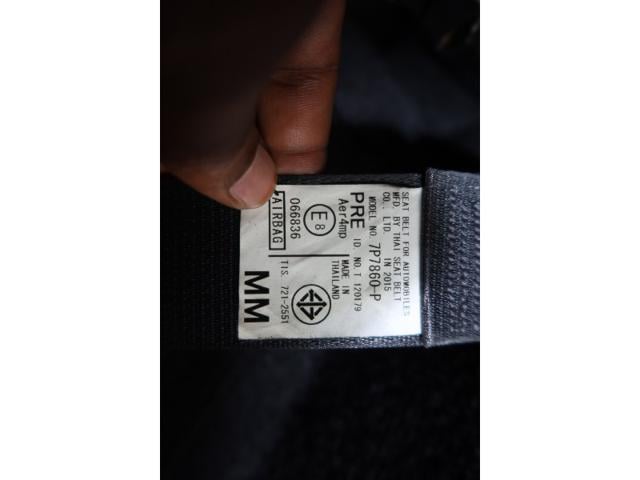 SEAT BELT FOR AUTOMOBILES
MFD. BY THAI SEAT BELT
CO., LTD. IN 2015
MODEL NO. 7P7860-P
PRE ID. NO. T 120179
Aer4mp
E8
MADE IN
THAILAND
066836
TIS. 721-2551
AIRBAG
MM